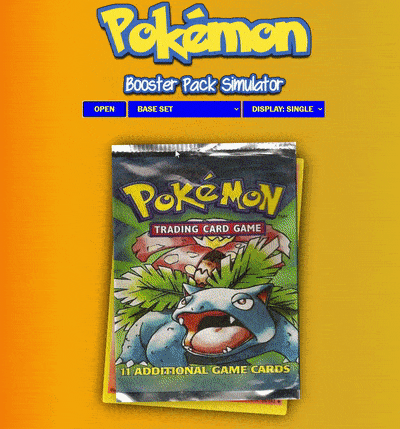 Pokémon
Booster Pack Simulator
OPEN
BASE SET
DISPLAY: SINGLE
POKéMON
TRADING CARD GAME
11 ADDITIONAL GAME CARDS